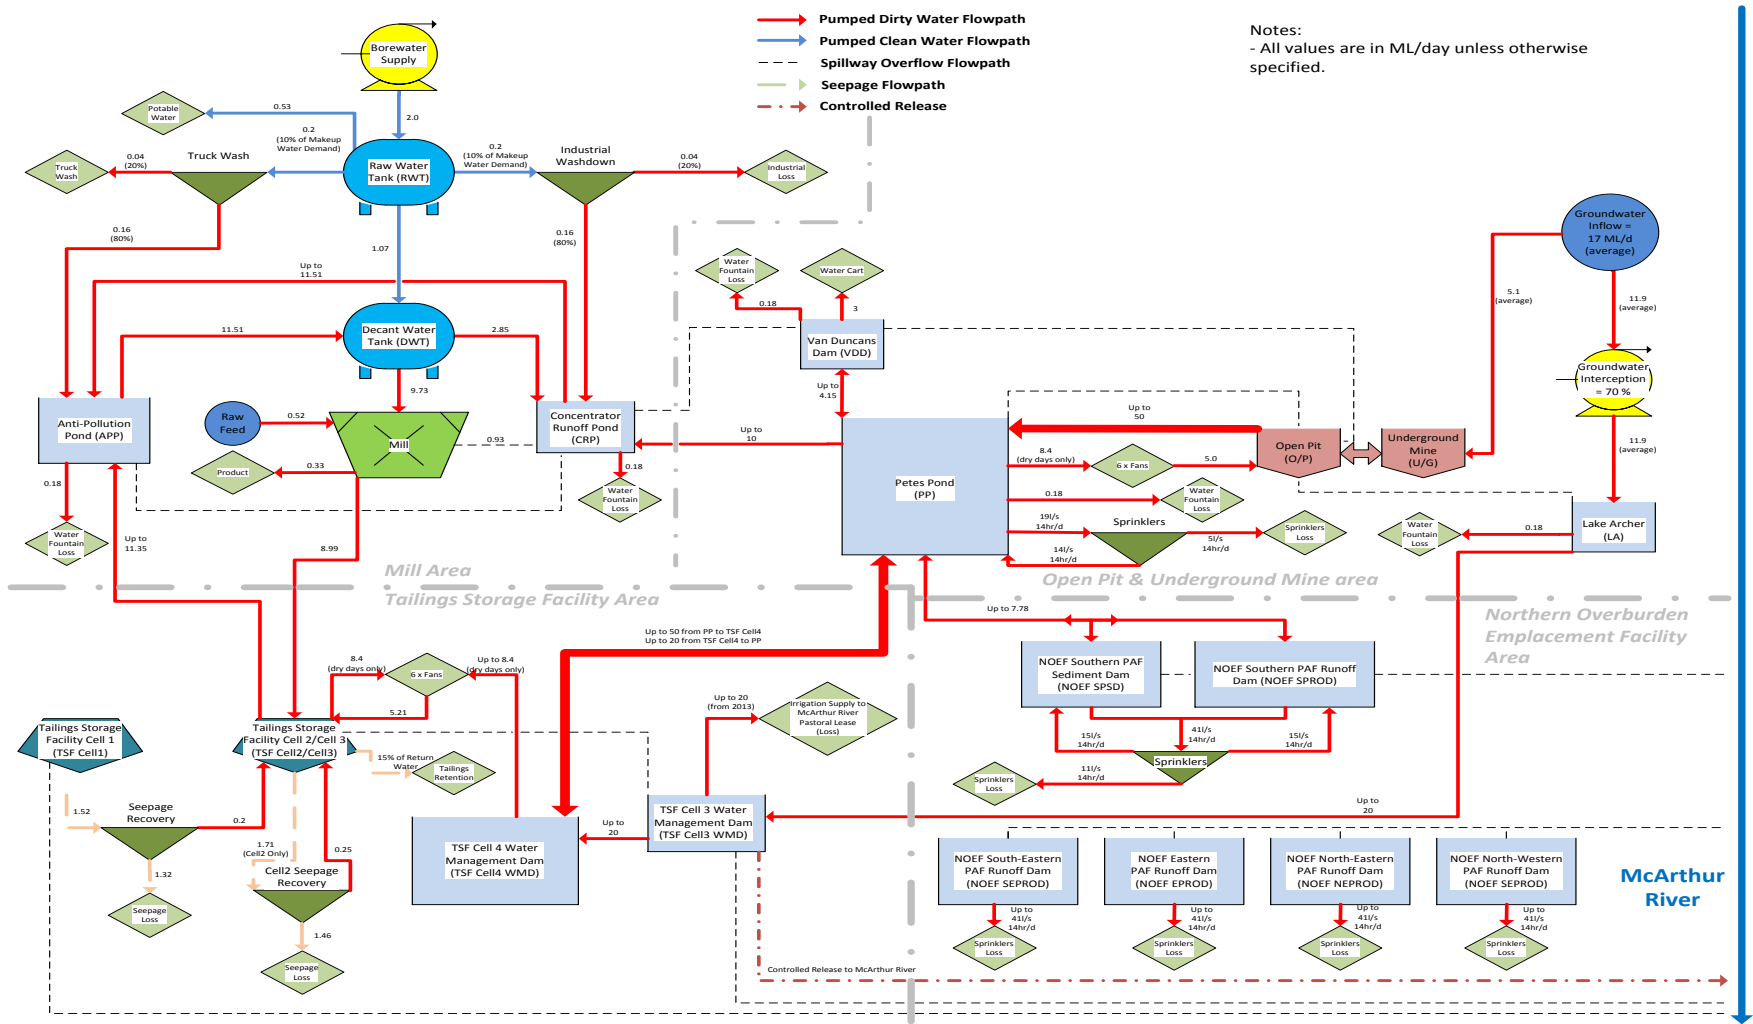 Pumped Dirty Water Flowpath
Pumped Clean Water Flowpath
Spillway Overflow Flowpath
Seepage Flowpath
Controlled Release
Notes:
- All values are in ML/day unless otherwise
specified.
Borewater
Supply
2.0
Potable
Water
0.53
0.2
(10% of Makeup
Water Demand)
Truck Wash
0.04
(20%)
Truck
Wash
Raw Water
Tank (RWT)
0.2
(10% of Makeup
Water Demand)
Industrial
Washdown
0.04
(20%)
Industrial
Loss
0.16
(80%)
1.07
0.16
(80%)
Up to
11.51
Water
Fountain
Loss
Water Cart
0.18
3
Groundwater
Inflow =
17 ML/d
(average)
5.1
(average)
11.9
(average)
11.51
Decant Water
Tank (DWT)
2.85
Van Duncans
Dam (VDD)
Up to
4.15
Groundwater
Interception
= 70 %
9.73
Anti-Pollution
Pond (APP)
Raw
Feed
0.52
Mill
0.93
Concentrator
Runoff Pond
(CRP)
Up to
10
Up to
50
Open Pit
(O/P)
Underground
Mine
(U/G)
11.9
(average)
Product
0.33
0.18
0.18
Water
Fountain
Loss
Petes Pond
(PP)
8.4
(dry days only)
6 x Fans
5.0
0.18
Water
Fountain
Loss
19l/s
14hr/d
Sprinklers
5l/s
14hr/d
Sprinklers
Loss
14l/s
14hr/d
Water
Fountain
Loss
0.18
Lake Archer
(LA)
Water
Fountain
Loss
Up to
11.35
8.99
Mill Area
Tailings Storage Facility Area
Open Pit & Underground Mine area
Northern Overburden
Emplacement Facility
Area
Up to 7.78
Up to 50 from PP to TSF Cell4
Up to 20 from TSF Cell4 to PP
8.4
(dry days only)
6 x Fans
Up to 8.4
(dry days only)
5.21
NOEF Southern PAF
Sediment Dam
(NOEF SPSD)
NOEF Southern PAF Runoff
Dam (NOEF SPROD)
Up to 20
(from 2013)
Irrigation Supply to
McArthur River
Pastoral Lease
(Loss)
Tailings Storage
Facility Cell 1
(TSF Cell1)
Tailings Storage
Facility Cell 2/Cell 3
(TSF Cell2/Cell3)
15% of Return
Water
Tailings
Retention
15l/s
14hr/d
41l/s
14hr/d
15l/s
14hr/d
Sprinklers
11l/s
14hr/d
Sprinklers
Loss
1.52
Seepage
Recovery
0.2
1.71
(Cell2 Only)
0.25
Cell2 Seepage
Recovery
1.32
Seepage
Loss
1.46
Seepage
Loss
TSF Cell 4 Water
Management Dam
(TSF Cell4 WMD)
Up to
20
TSF Cell 3 Water
Management Dam
(TSF Cell3 WMD)
Up to
20
NOEF South-Eastern
PAF Runoff Dam
(NOEF SEPROD)
NOEF Eastern
PAF Runoff Dam
(NOEF EPROD)
NOEF North-Eastern
PAF Runoff Dam
(NOEF NEPROD)
NOEF North-Western
PAF Runoff Dam
(NOEF SEPROD)
Up to
41l/s
14hr/d
Up to
41l/s
14hr/d
Up to
41l/s
14hr/d
Up to
41l/s
14hr/d
Sprinklers
Loss
Sprinklers
Loss
Sprinklers
Loss
Sprinklers
Loss
McArthur
River
Controlled Release to McArthur River